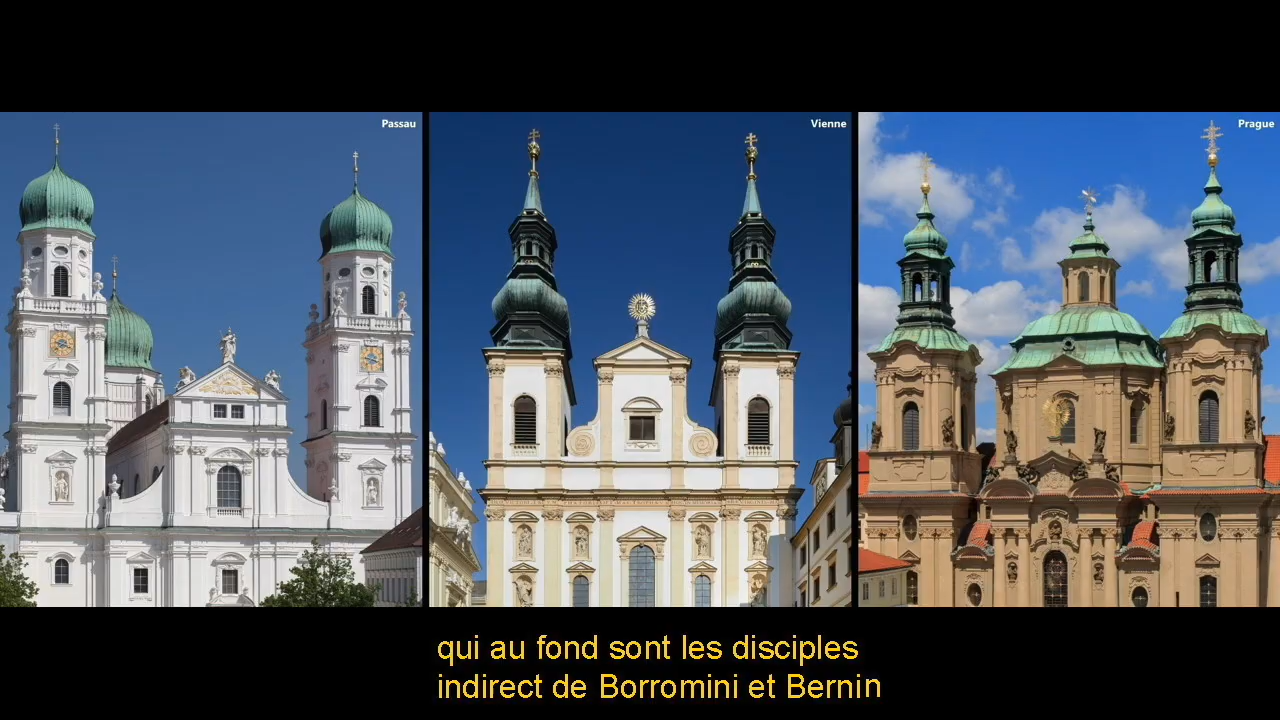 Passau
Vienne
Prague
qui au fond sont les disciples
indirect de Borromini et Bernin